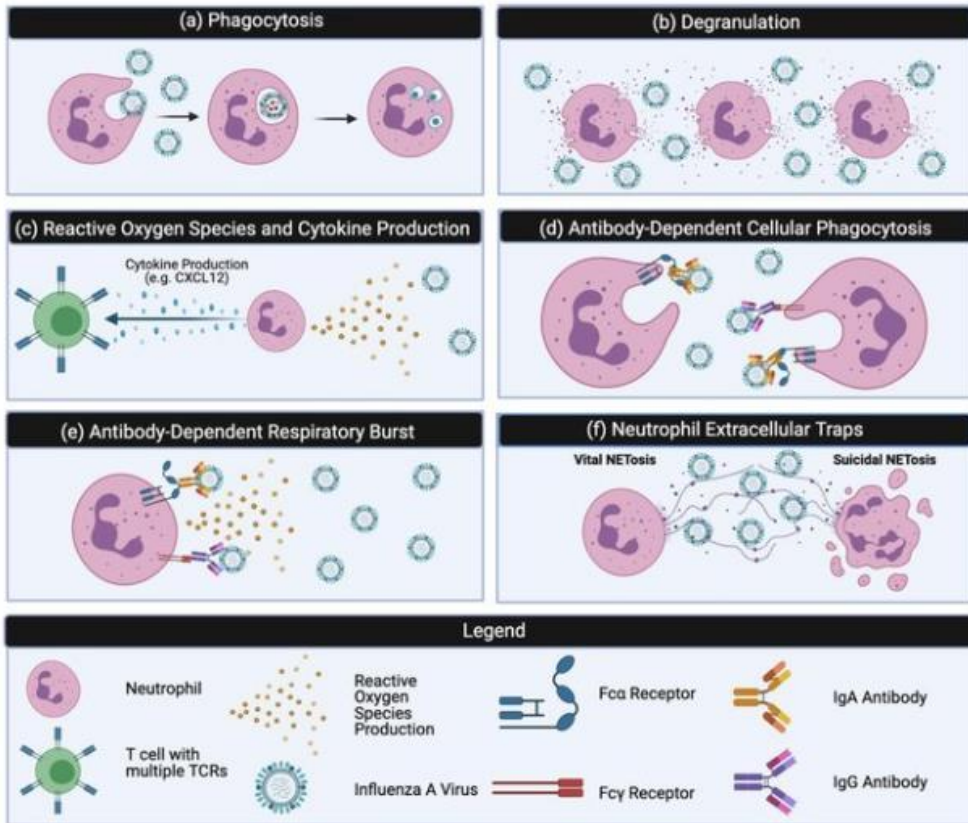 (a) Phagocytosis
(b) Degranulation
(c) Reactive Oxygen Species and Cytokine Production
Cytokine Production
(e.g. CXCL12)
(d) Antibody-Dependent Cellular Phagocytosis
(e) Antibody-Dependent Respiratory Burst
(f) Neutrophil Extracellular Traps
Vital NETosis
Suicidal NETosis
Legend
Neutrophil
Reactive
Oxygen
Species
Production
Fcα Receptor
IgA Antibody
T cell with
multiple TCRs
Influenza A Virus
Fcγ Receptor
IgG Antibody